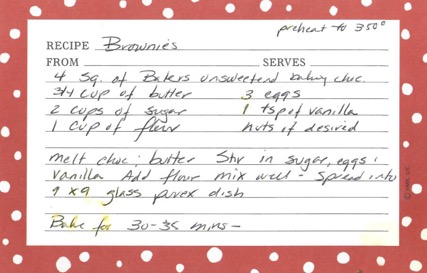 preheat to 350°
RECIPE Brownies
FROM SERVES
4 sq. of Bakers unsweetend baking choc.
3/4 cup of butter 3 eggs
2 cups of sugar 1 tsp of vanilla
1 cup of flour nuts if desired
melt choc; butter Stir in sugar, eggs &
vanilla Add flour mix well - Spread into
9 x 9 glass pyrex dish
Bake for 30-35 mins -